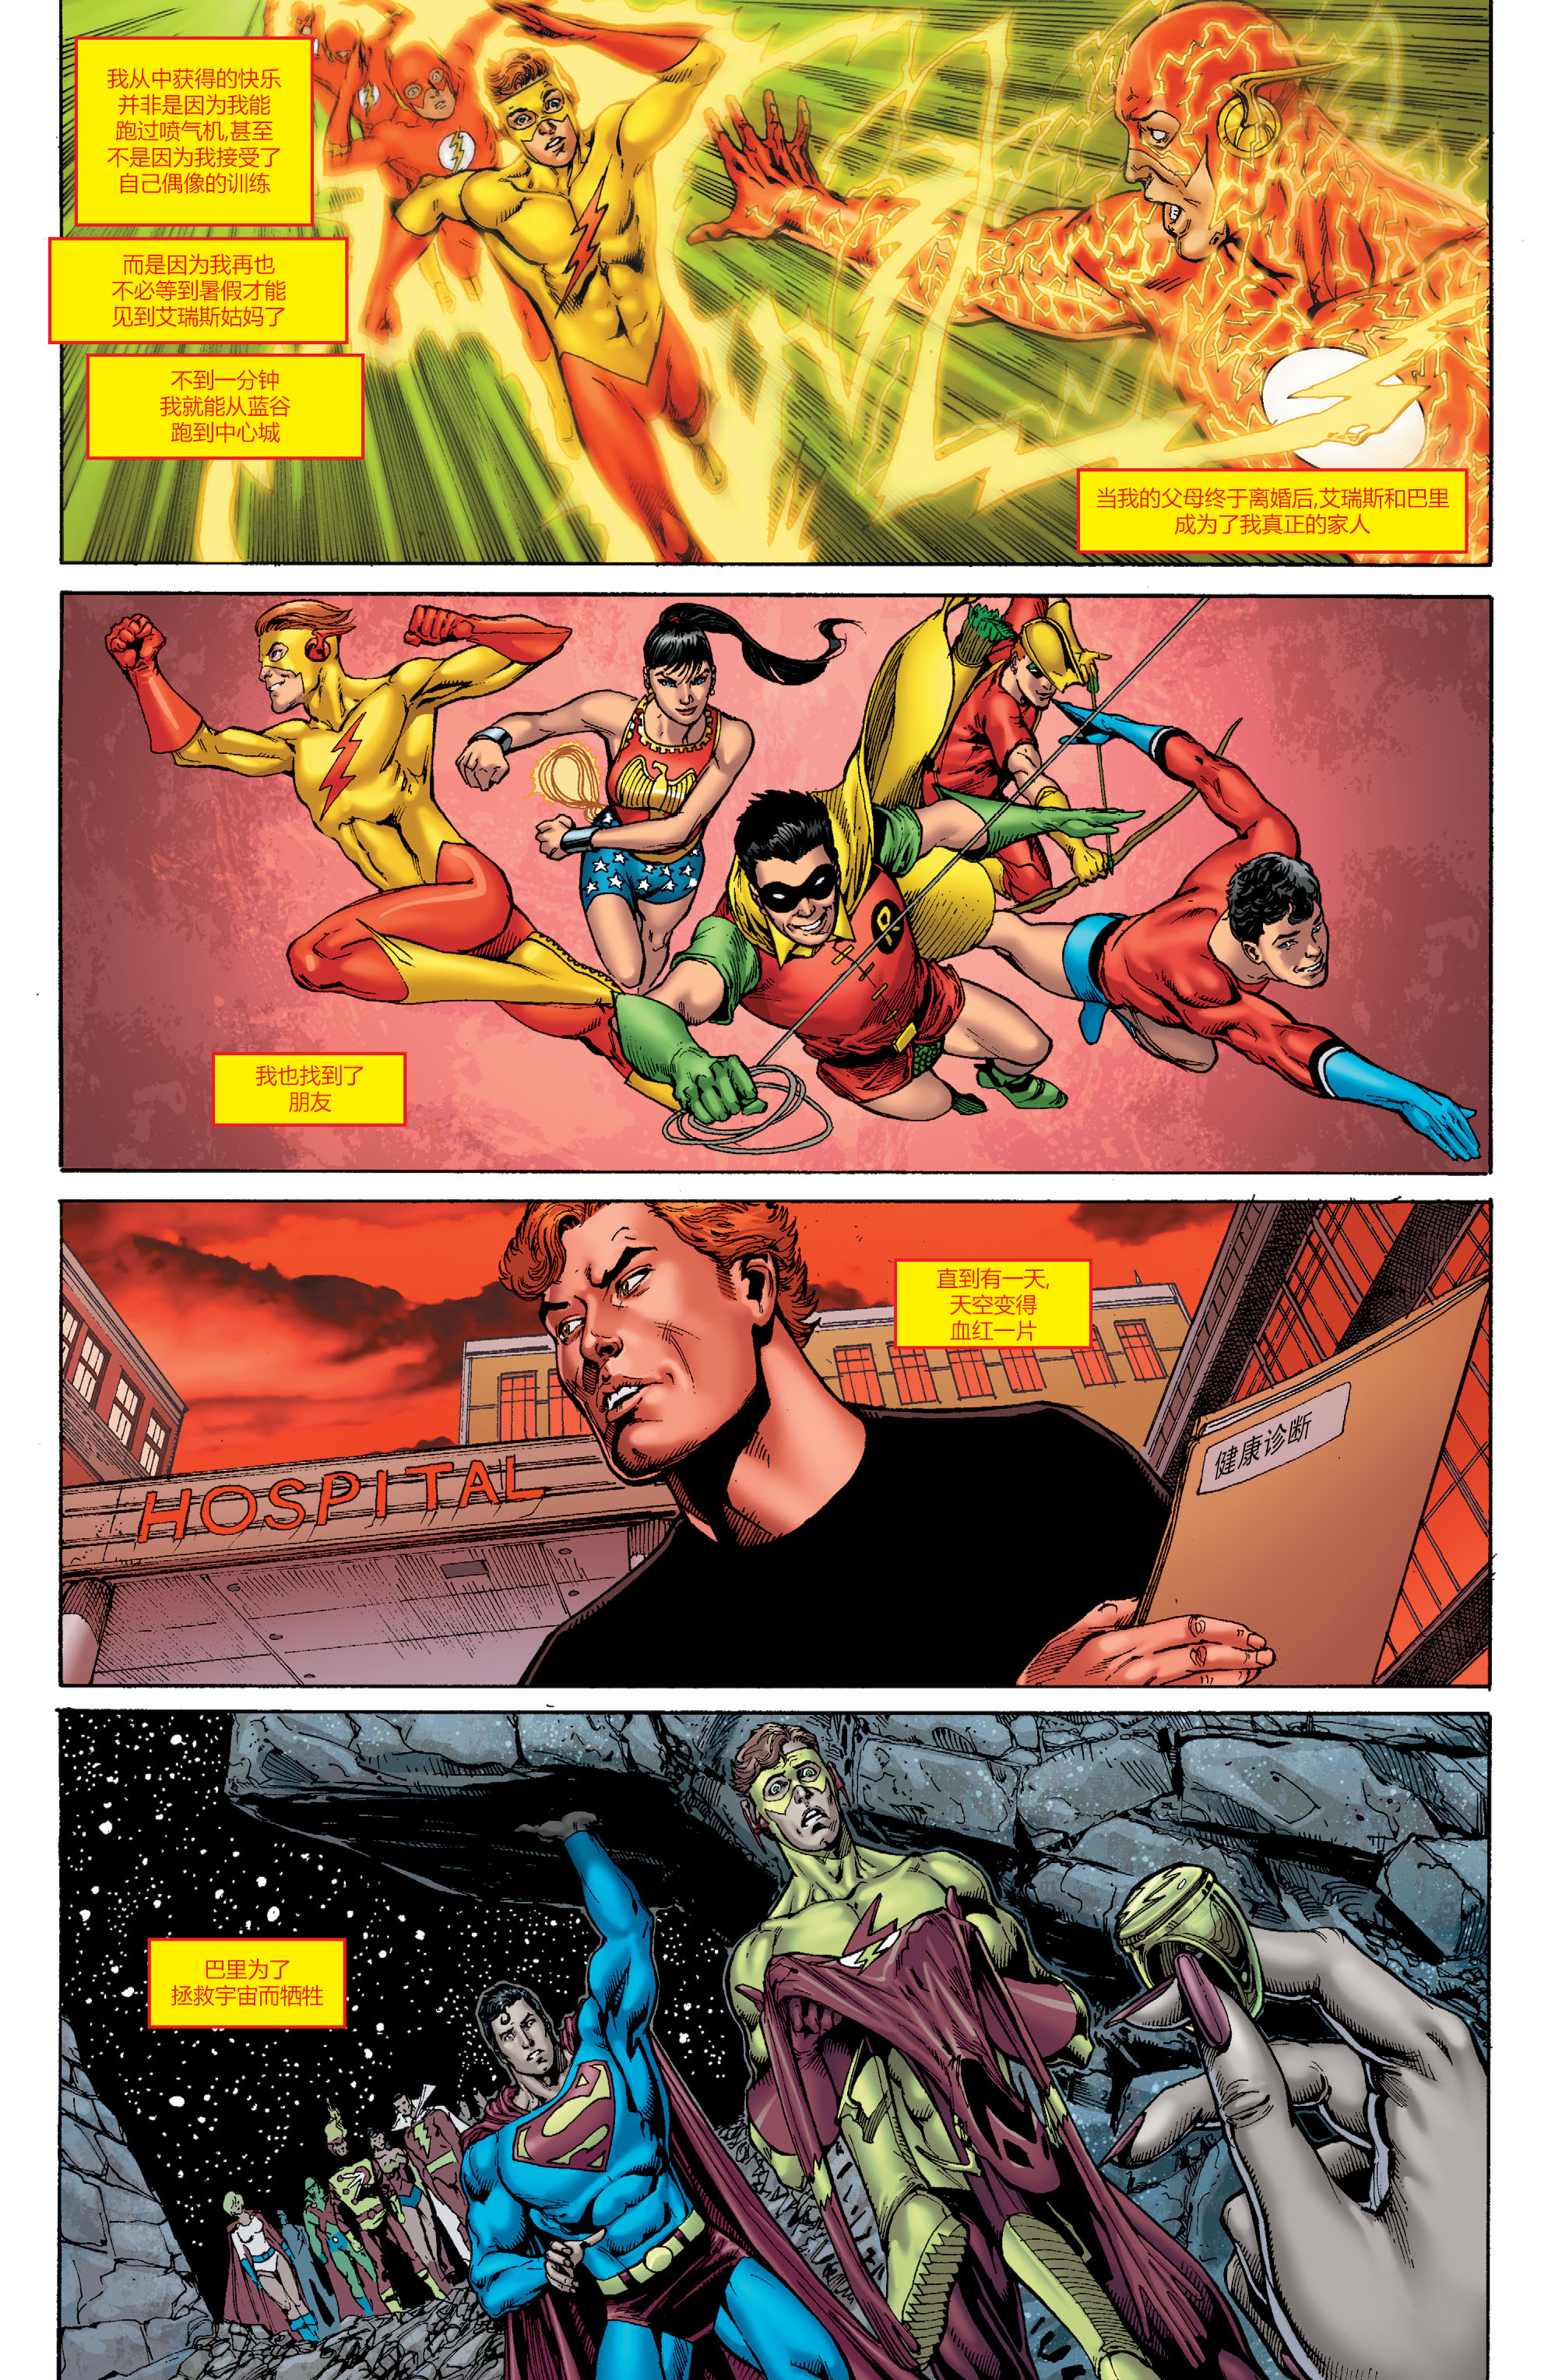 我从中获得的快乐
并非是因为我能
跑过喷气机,甚至
不是因为我接受了
自己偶像的训练
而是因为我再也
不必等到暑假才能
见到艾瑞斯姑妈了
不到一分钟
我就能从蓝谷
跑到中心城
当我的父母终于离婚后,艾瑞斯和巴里
成为了我真正的家人
R
我也找到了
朋友
直到有一天,
天空变得
血红一片
HOSPITAL
健康诊断
巴里为了
拯救宇宙而牺牲
S